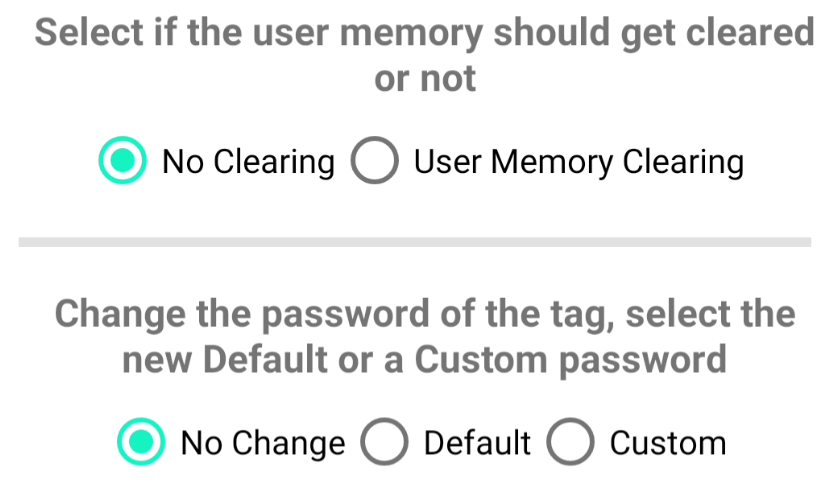 Select if the user memory should get cleared
or not
No Clearing User Memory Clearing
Change the password of the tag, select the
new Default or a Custom password
No Change Default Custom